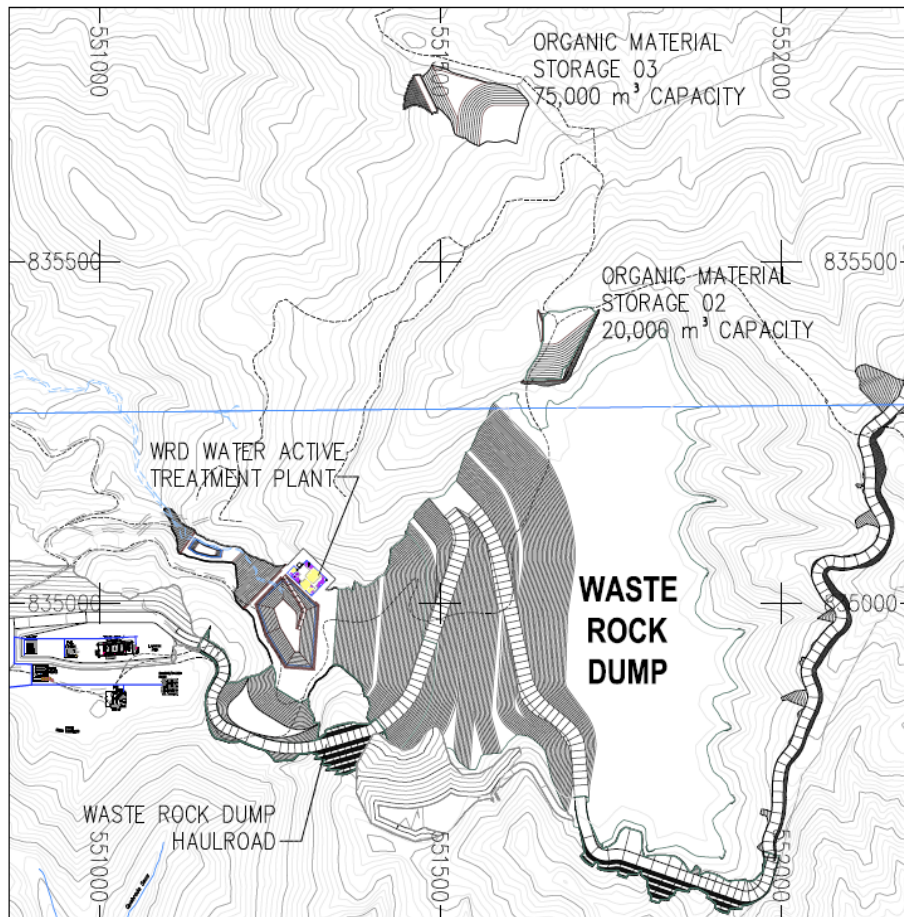 551000
551500
552000
ORGANIC MATERIAL
STORAGE 03
75,000 m³ CAPACITY
835500
835500
ORGANIC MATERIAL
STORAGE 02
20,000 m³ CAPACITY
WRD WATER ACTIVE
TREATMENT PLANT
835000
835000
WASTE
ROCK
DUMP
WASTE ROCK DUMP
HAULROAD
551000
551500
552000